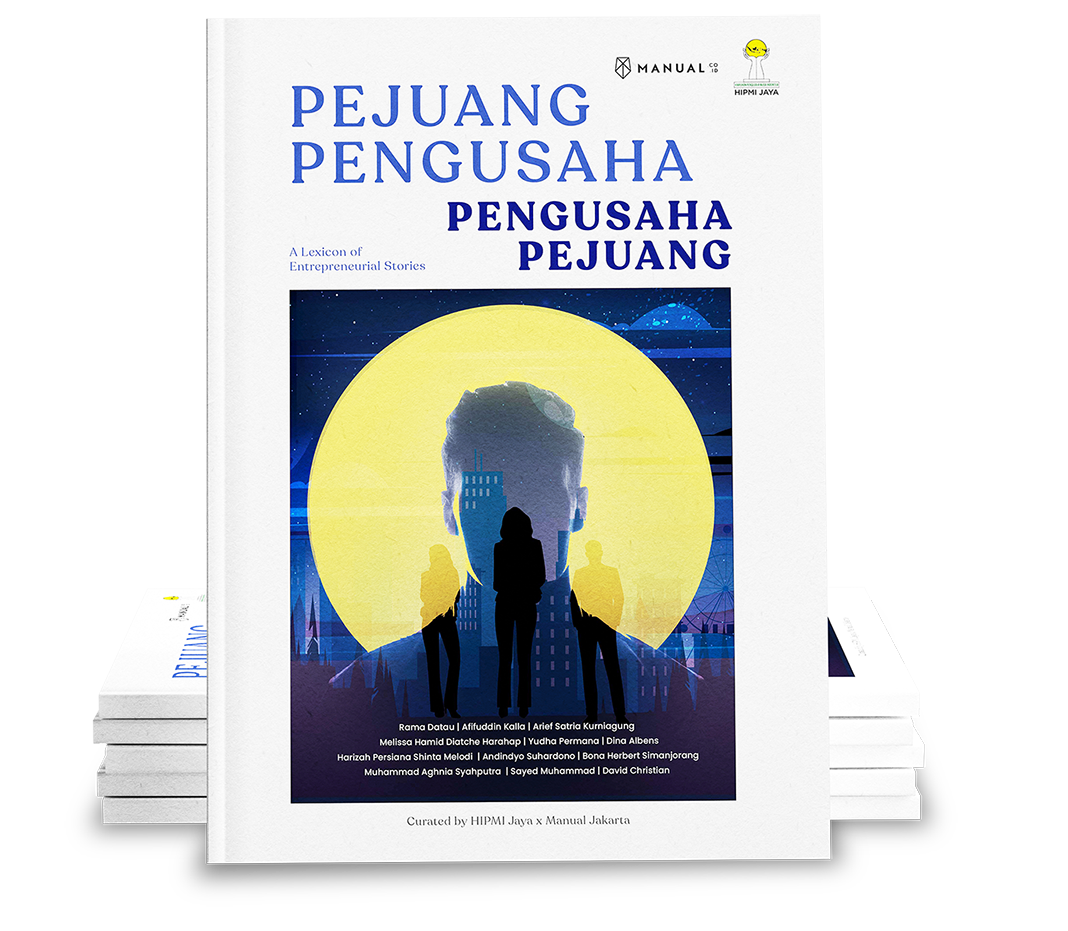 MANUAL CO ID
HIPMI JAYA
PEJUANG
PENGUSAHA
PENGUSAHA
PEJUANG
A Lexicon of
Entrepreneurial Stories
Rama Datau | Afifuddin Kalla | Arief Satria Kurniagung
Melissa Hamid Diatche Harahap | Yudha Permana | Dina Albens
Harizah Persiana Shinta Melodi | Andindyo Suhardono | Bona Herbert Simanjorang
Muhammad Aghnia Syahputra | Sayed Muhammad | David Christian
Curated by HIPMI Jaya x Manual Jakarta
PEJUANG